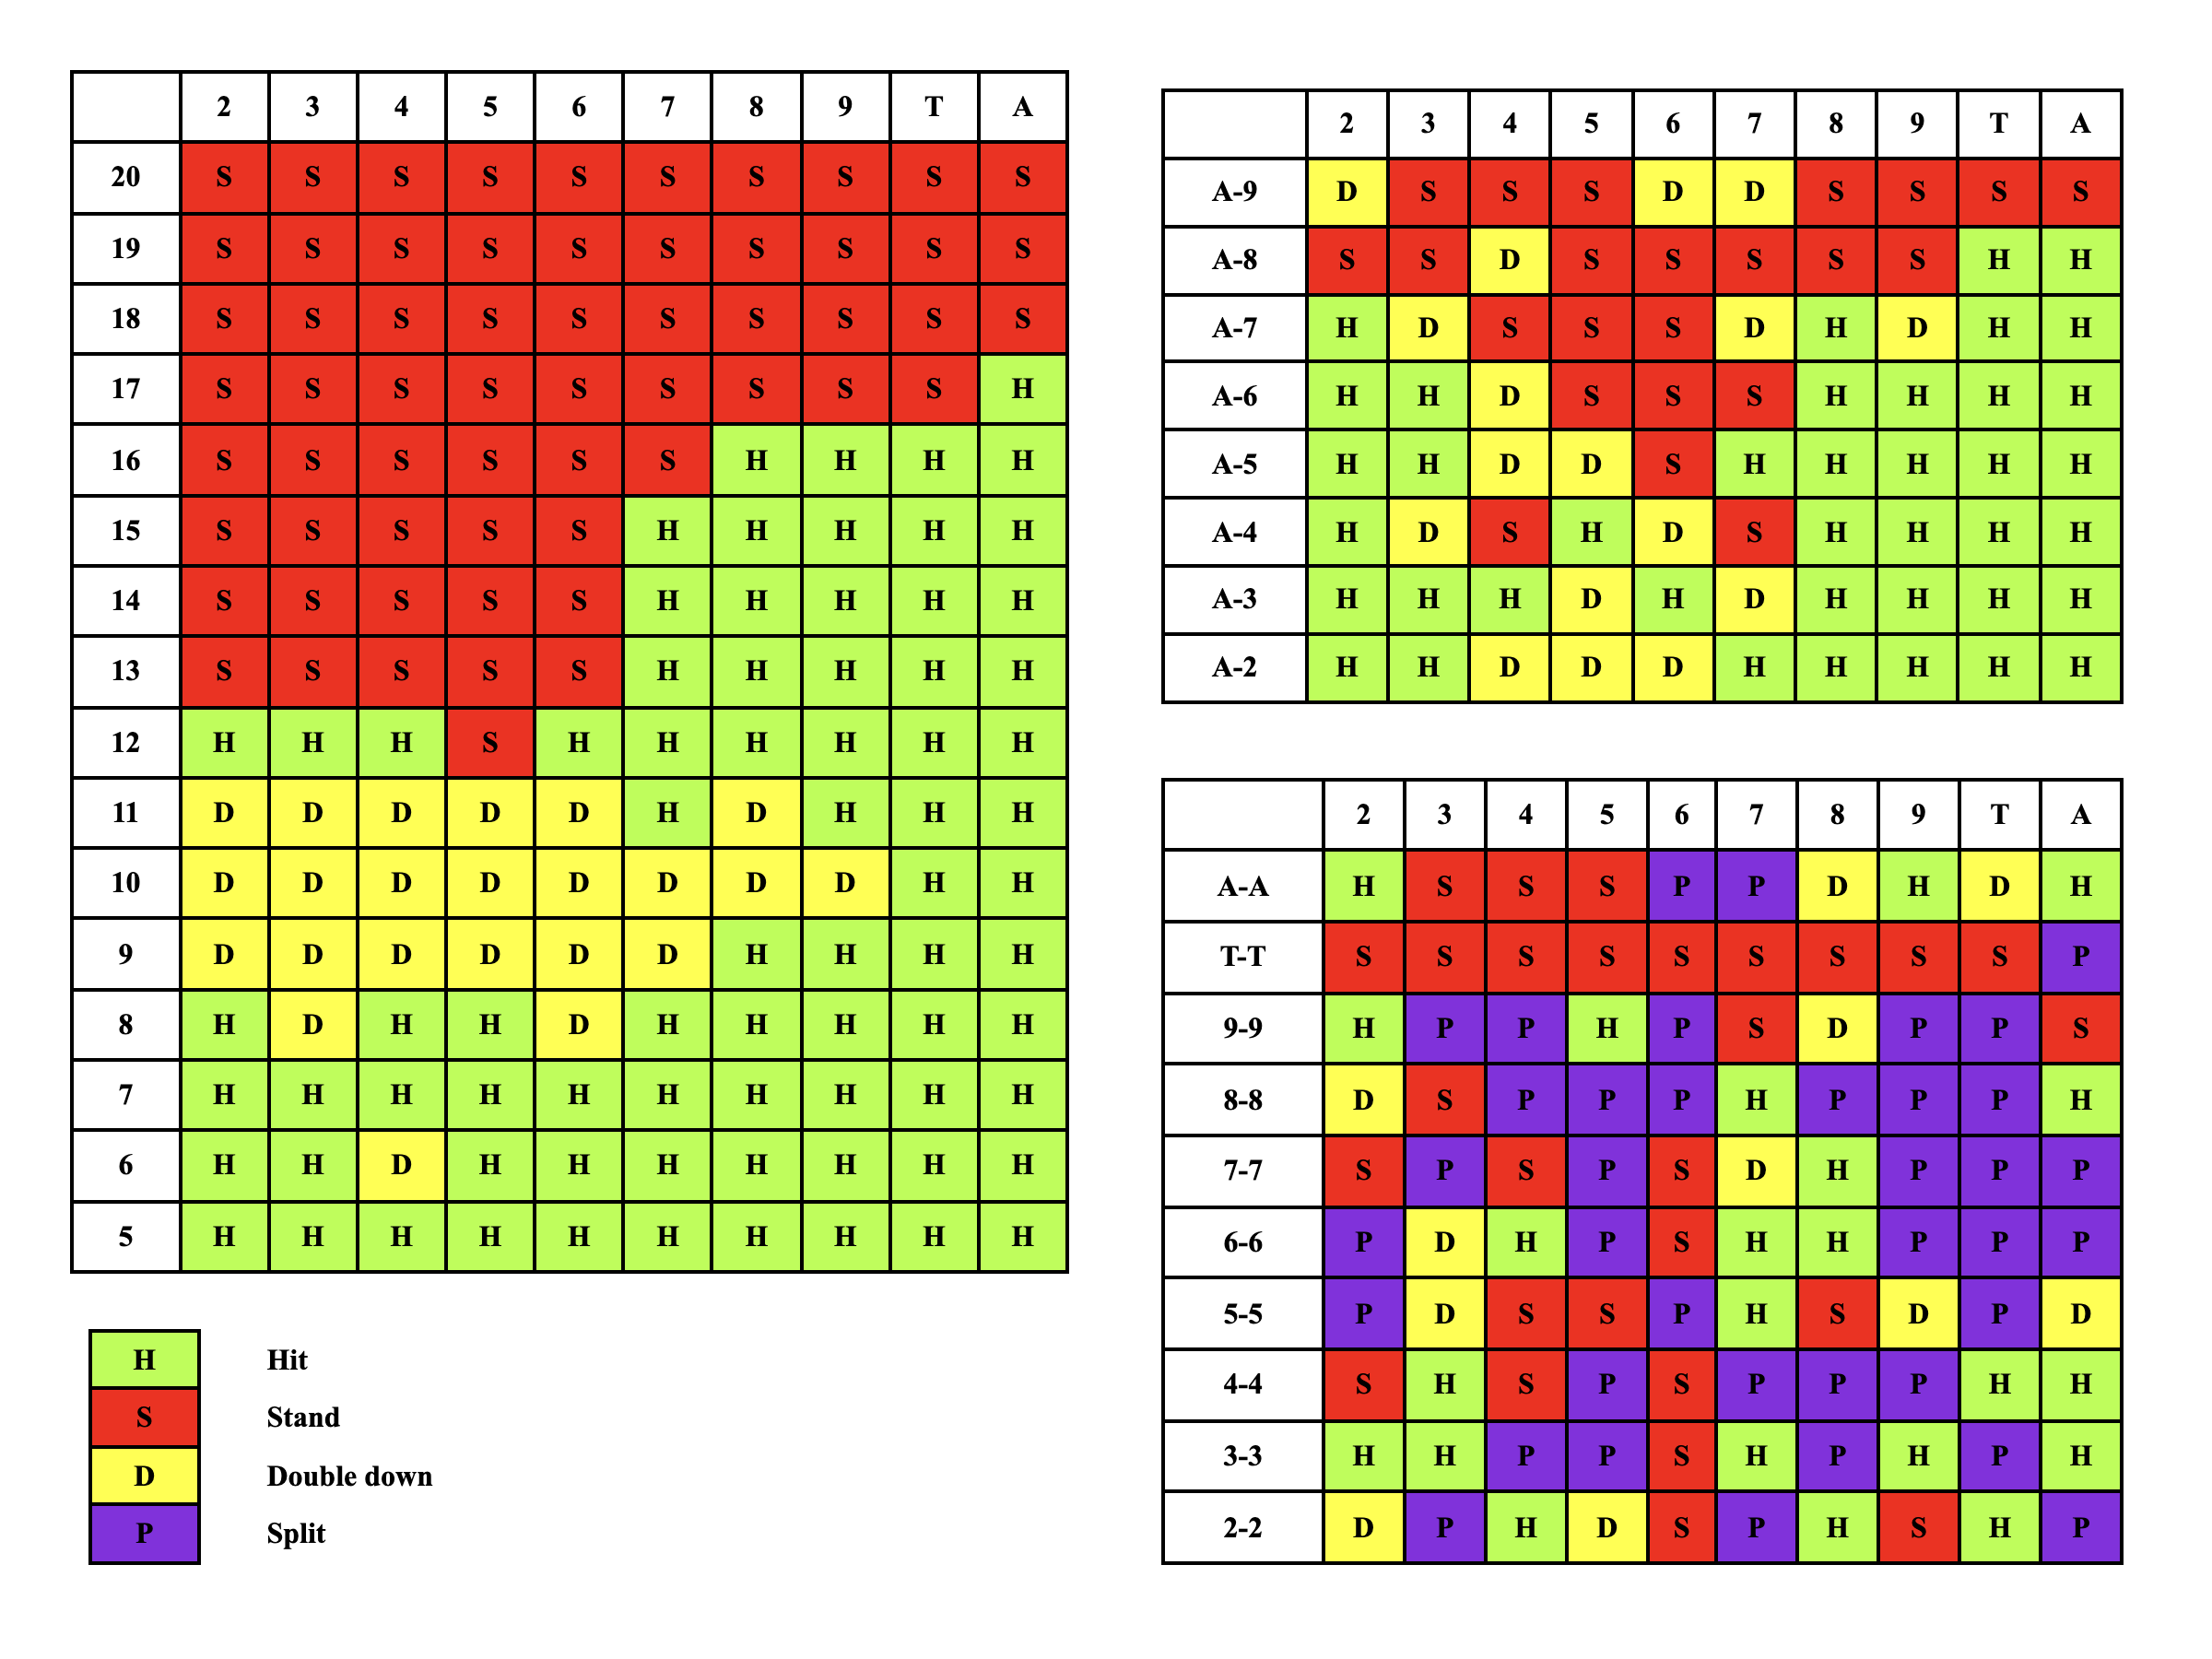 2 3 4 5 6 7 8 9 T A
20 S S S S S S S S S S
19 S S S S S S S S S S
18 S S S S S S S S S S
17 S S S S S S S S S H
16 S S S S S S H H H H
15 S S S S S H H H H H
14 S S S S S H H H H H
13 S S S S S H H H H H
12 H H H S H H H H H H
11 D D D D D H D H H H
10 D D D D D D D D H H
9 D D D D D D H H H H
8 H D H H D H H H H H
7 H H H H H H H H H H
6 H H D H H H H H H H
5 H H H H H H H H H H
H Hit
S Stand
D Double down
P Split
2 3 4 5 6 7 8 9 T A
A-9 D S S S D D S S S S
A-8 S S D S S S S S H H
A-7 H D S S S D H D H H
A-6 H H D S S S H H H H
A-5 H H D D S H H H H H
A-4 H D S H D S H H H H
A-3 H H H D H D H H H H
A-2 H H D D D H H H H H
2 3 4 5 6 7 8 9 T A
A-A H S S S P P D H D H
T-T S S S S S S S S S P
9-9 H P P H P S D P P S
8-8 D S P P P H P P P H
7-7 S P S P S D H P P P
6-6 P D H P S H H P P P
5-5 P D S S P H S D P D
4-4 S H S P S P P P H H
3-3 H H P P S H P H P H
2-2 D P H D S P H S H P